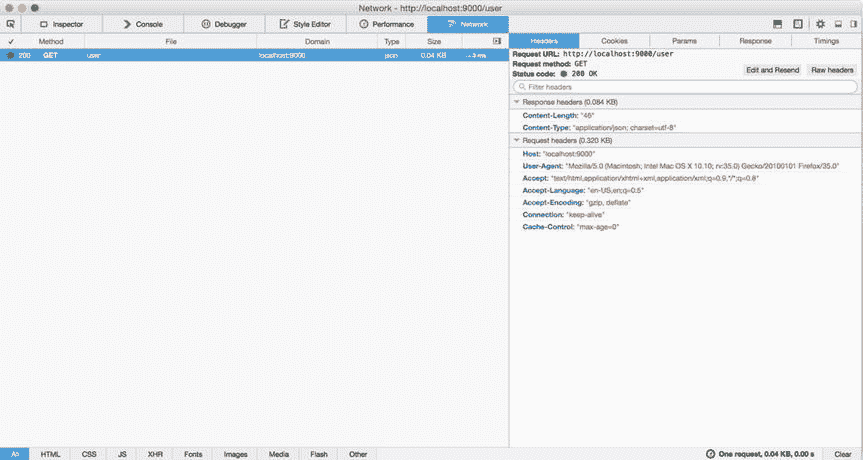 Network - http://localhost:9000/user
Inspector Console Debugger Style Editor Performance Network
✓ Method File Domain Type Size
200 GET user localhost:9000 json 0.04 KB
Headers Cookies Params Response Timings
Request URL: http://localhost:9000/user
Request method: GET
Status code: 200 OK
Edit and Resend Raw headers
Filter headers
Response headers (0.084 KB)
Content-Length: "46"
Content-Type: "application/json; charset=utf-8"
Request headers (0.320 KB)
Host: "localhost:9000"
User-Agent: "Mozilla/5.0 (Macintosh; Intel Mac OS X 10.10; rv:35.0) Gecko/20100101 Firefox/35.0"
Accept: "text/html,application/xhtml+xml,application/xml;q=0.9,*/*;q=0.8"
Accept-Language: "en-US,en;q=0.5"
Accept-Encoding: "gzip, deflate"
Connection: "keep-alive"
Cache-Control: "max-age=0"
All HTML CSS JS XHR Fonts Images Media Flash Other
One request, 0.04 KB, 0.00 s Clear